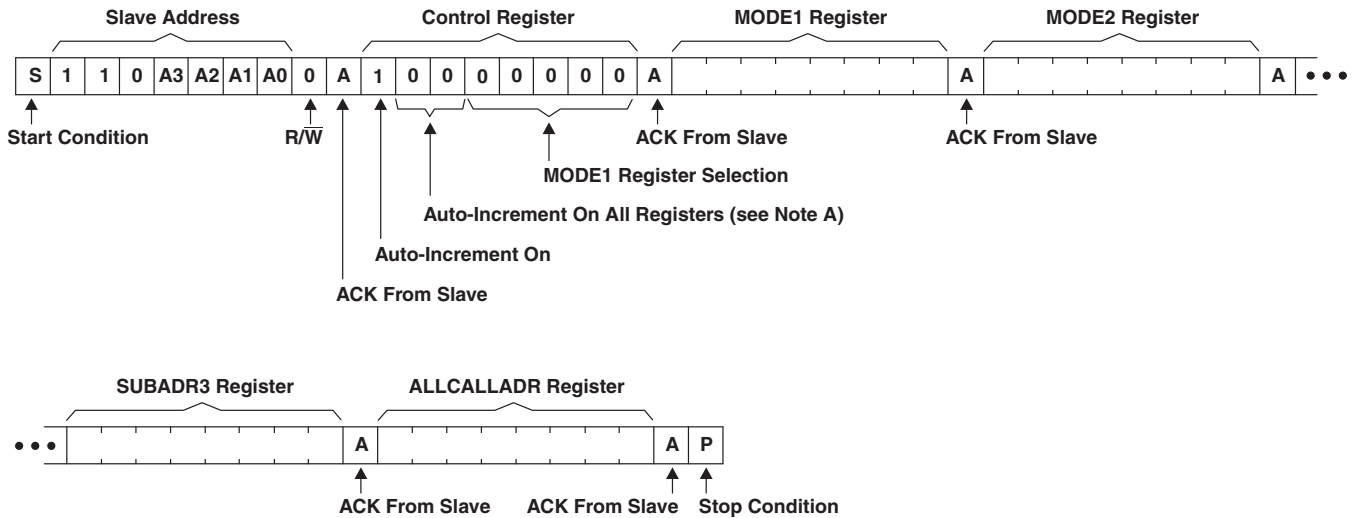 Slave Address Control Register MODE1 Register MODE2 Register
S 1 1 0 A3 A2 A1 A0 0 A 1 0 0 0 0 0 0 0 A A A •••
Start Condition R/W̅ ACK From Slave ACK From Slave
MODE1 Register Selection
Auto-Increment On All Registers (see Note A)
Auto-Increment On
ACK From Slave
SUBADR3 Register ALLCALLADR Register
••• A A P
ACK From Slave ACK From Slave Stop Condition